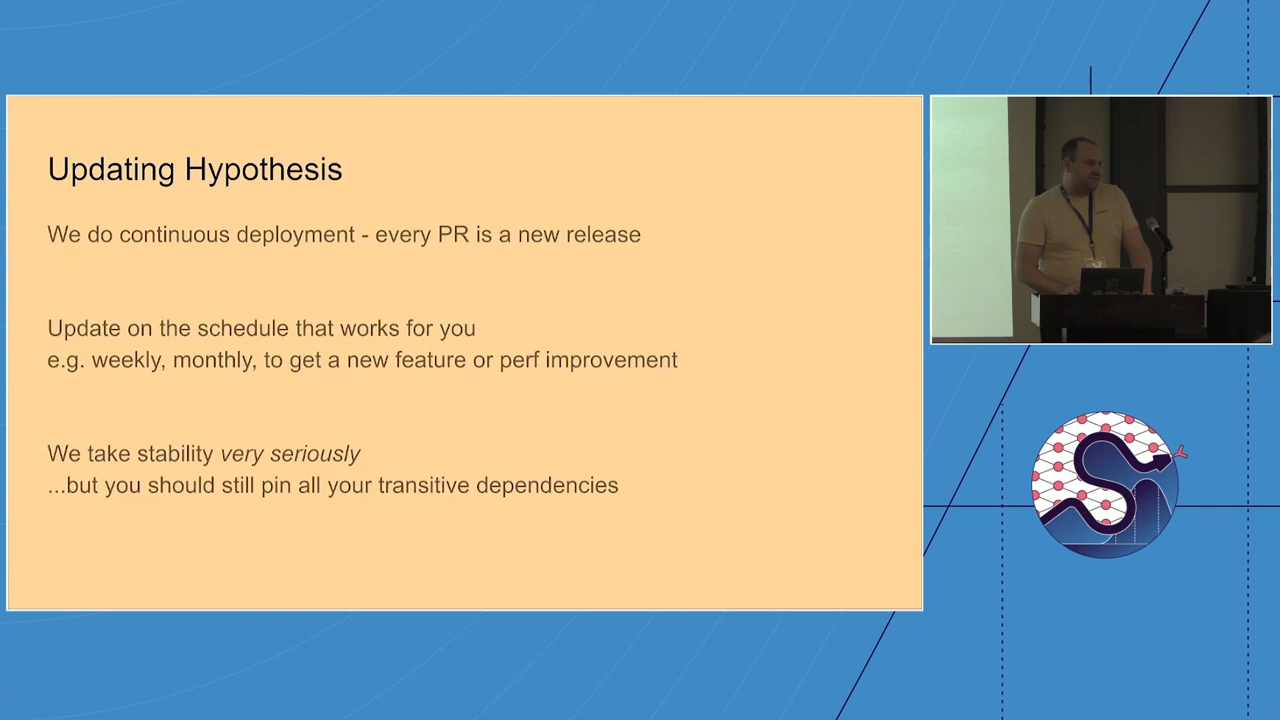 Updating Hypothesis
We do continuous deployment - every PR is a new release
Update on the schedule that works for you
e.g. weekly, monthly, to get a new feature or perf improvement
We take stability very seriously
...but you should still pin all your transitive dependencies